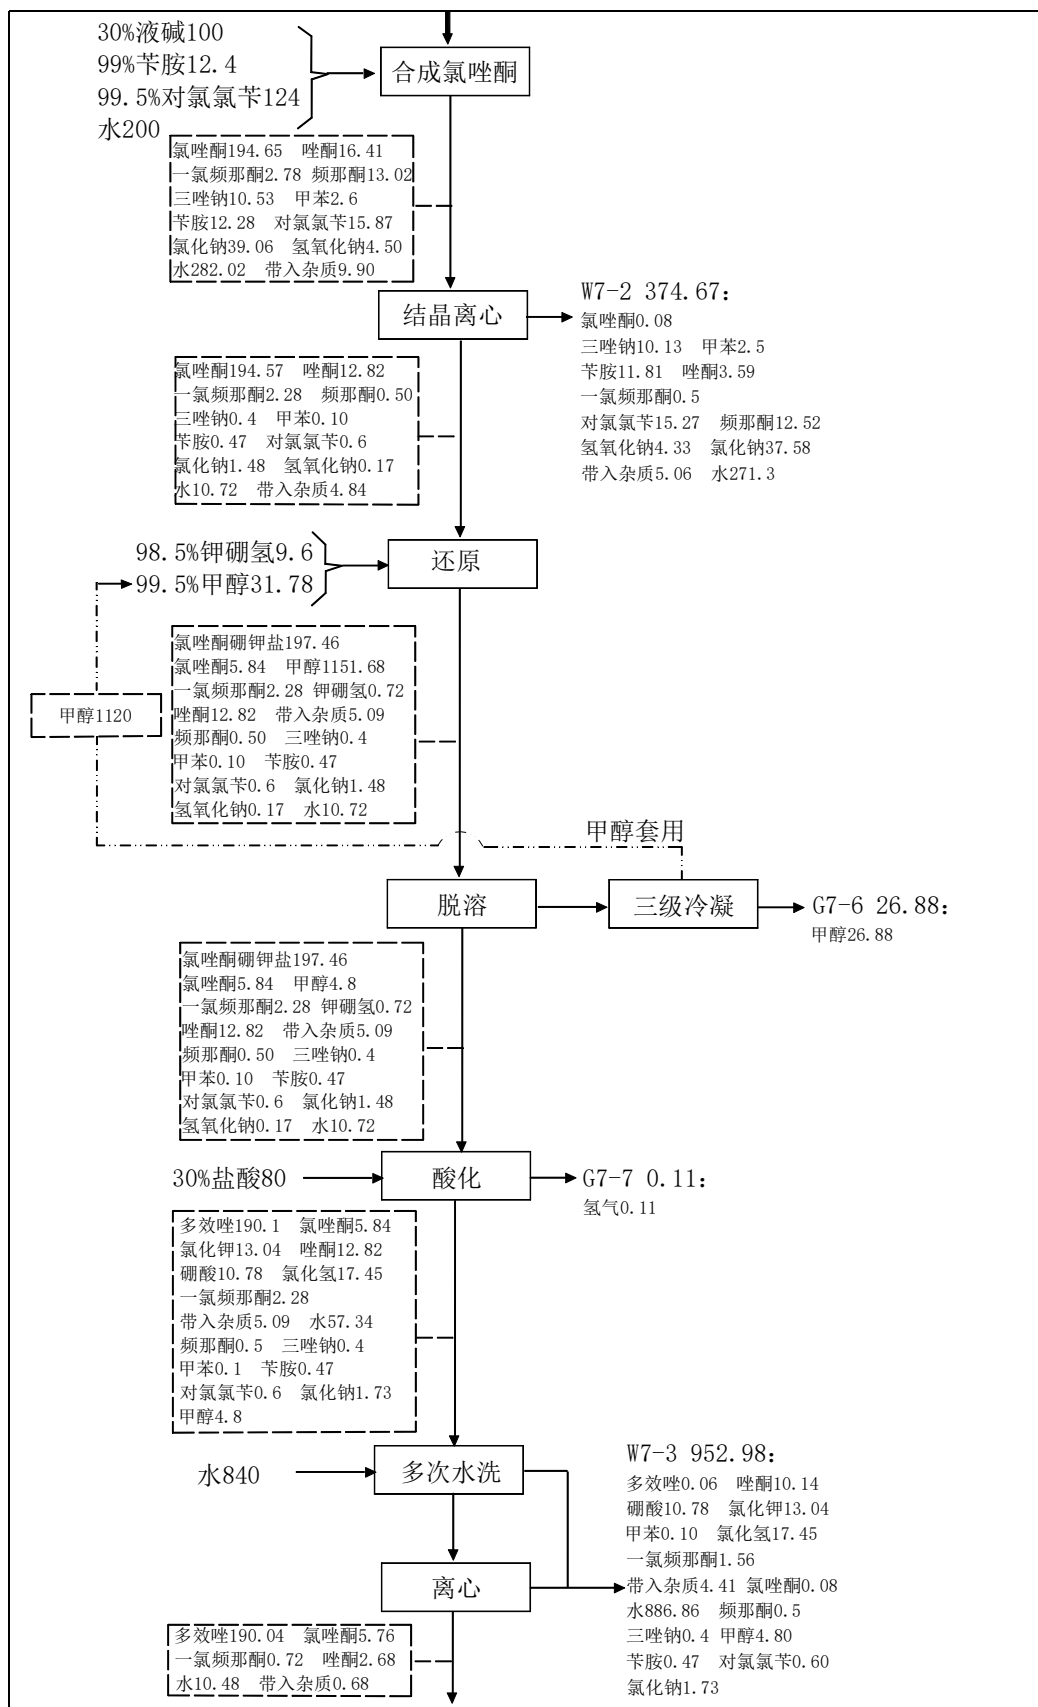 30%液碱100
99%苄胺12.4
99.5%对氯氯苄124
水200
合成氯唑酮
氯唑酮194.65 唑酮16.41
一氯频那酮2.78 频那酮13.02
三唑钠10.53 甲苯2.6
苄胺12.28 对氯氯苄15.87
氯化钠39.06 氢氧化钠4.50
水282.02 带入杂质9.90
结晶离心
W7-2 374.67：
氯唑酮0.08
三唑钠10.13 甲苯2.5
苄胺11.81 唑酮3.59
一氯频那酮0.5
对氯氯苄15.27 频那酮12.52
氢氧化钠4.33 氯化钠37.58
带入杂质5.06 水271.3
氯唑酮194.57 唑酮12.82
一氯频那酮2.28 频那酮0.50
三唑钠0.4 甲苯0.10
苄胺0.47 对氯氯苄0.6
氯化钠1.48 氢氧化钠0.17
水10.72 带入杂质4.84
98.5%钾硼氢9.6
99.5%甲醇31.78
还原
氯唑酮硼钾盐197.46
氯唑酮5.84 甲醇1151.68
一氯频那酮2.28 钾硼氢0.72
唑酮12.82 带入杂质5.09
频那酮0.50 三唑钠0.4
甲苯0.10 苄胺0.47
对氯氯苄0.6 氯化钠1.48
氢氧化钠0.17 水10.72
甲醇1120
甲醇套用
脱溶
三级冷凝
G7-6 26.88：
甲醇26.88
氯唑酮硼钾盐197.46
氯唑酮5.84 甲醇4.8
一氯频那酮2.28 钾硼氢0.72
唑酮12.82 带入杂质5.09
频那酮0.50 三唑钠0.4
甲苯0.10 苄胺0.47
对氯氯苄0.6 氯化钠1.48
氢氧化钠0.17 水10.72
30%盐酸80
酸化
G7-7 0.11：
氢气0.11
多效唑190.1 氯唑酮5.84
氯化钾13.04 唑酮12.82
硼酸10.78 氯化氢17.45
一氯频那酮2.28
带入杂质5.09 水57.34
频那酮0.5 三唑钠0.4
甲苯0.1 苄胺0.47
对氯氯苄0.6 氯化钠1.73
甲醇4.8
水840
多次水洗
离心
W7-3 952.98：
多效唑0.06 唑酮10.14
硼酸10.78 氯化钾13.04
甲苯0.10 氯化氢17.45
一氯频那酮1.56
带入杂质4.41 氯唑酮0.08
水886.86 频那酮0.5
三唑钠0.4 甲醇4.80
苄胺0.47 对氯氯苄0.60
氯化钠1.73
多效唑190.04 氯唑酮5.76
一氯频那酮0.72 唑酮2.68
水10.48 带入杂质0.68